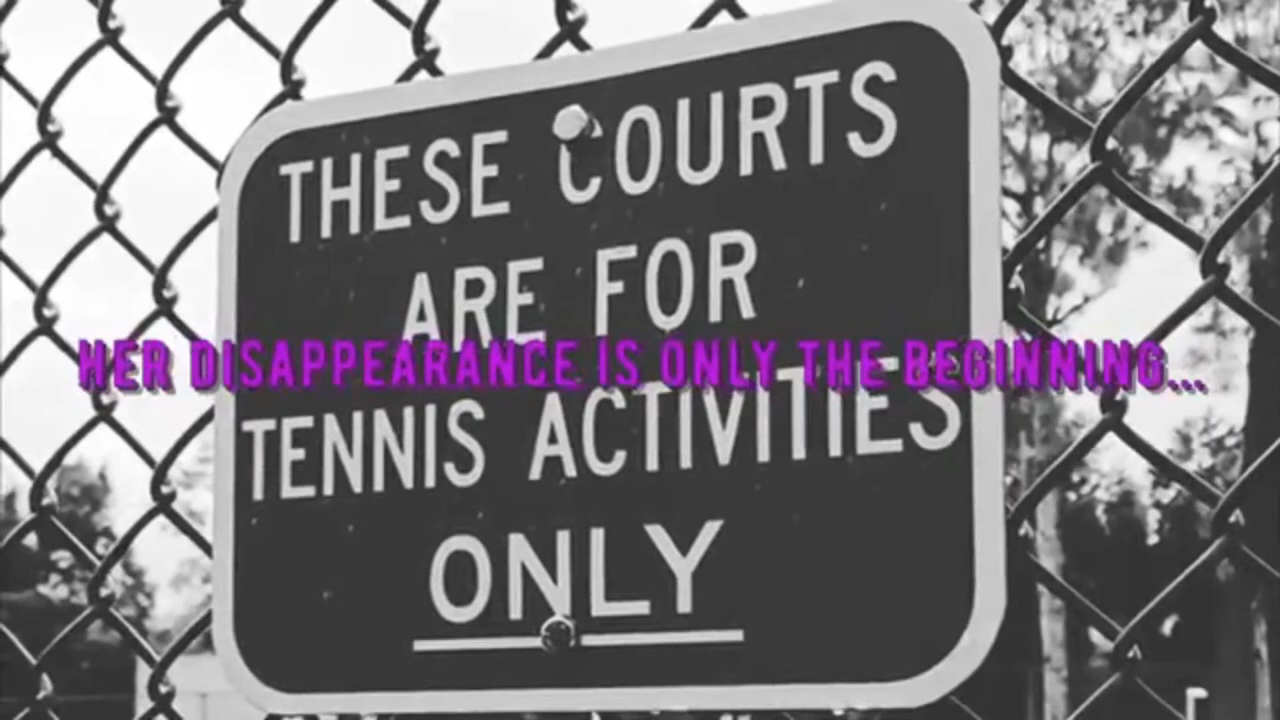 THESE COURTS
ARE FOR
HER DISAPPEARANCE IS ONLY THE BEGINNING...
TENNIS ACTIVITIES
ONLY